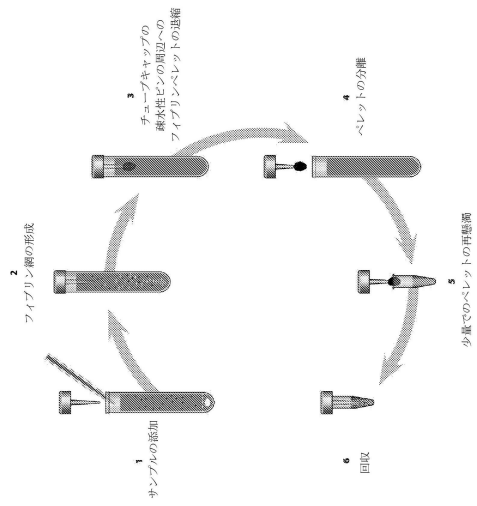 1
サンプルの添加
2
フィブリン網の形成
3
チューブキャップの
疎水性ピンの周辺への
フィブリンペレットの退縮
4
ペレットの分離
5
少量でのペレットの再懸濁
6
回収